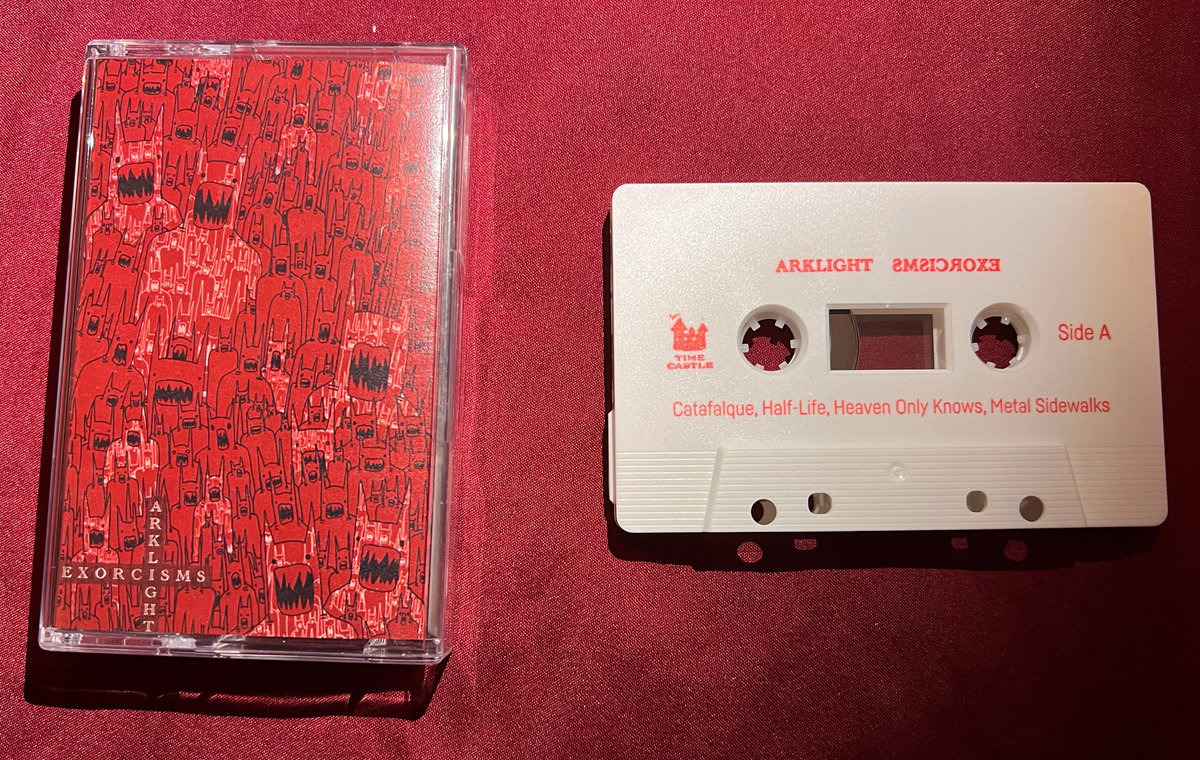 ARKLIGHT
EXORCISMS
ARKLIGHT EXORCISMS
TIME
CASTLE
Side A
Catafalque, Half-Life, Heaven Only Knows, Metal Sidewalks